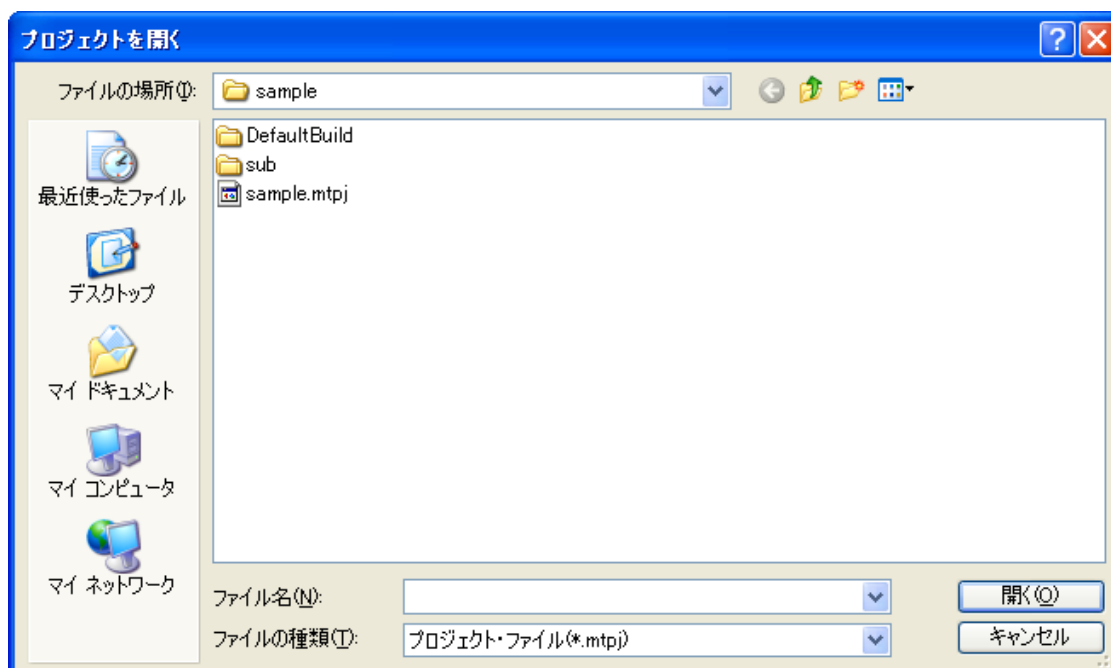 プロジェクトを開く
ファイルの場所(I):
sample
DefaultBuild
sub
sample.mtpj
最近使ったファイル
デスクトップ
マイ ドキュメント
マイ コンピュータ
マイ ネットワーク
ファイル名(N):
開く(O)
ファイルの種類(T):
プロジェクト・ファイル(*.mtpj)
キャンセル